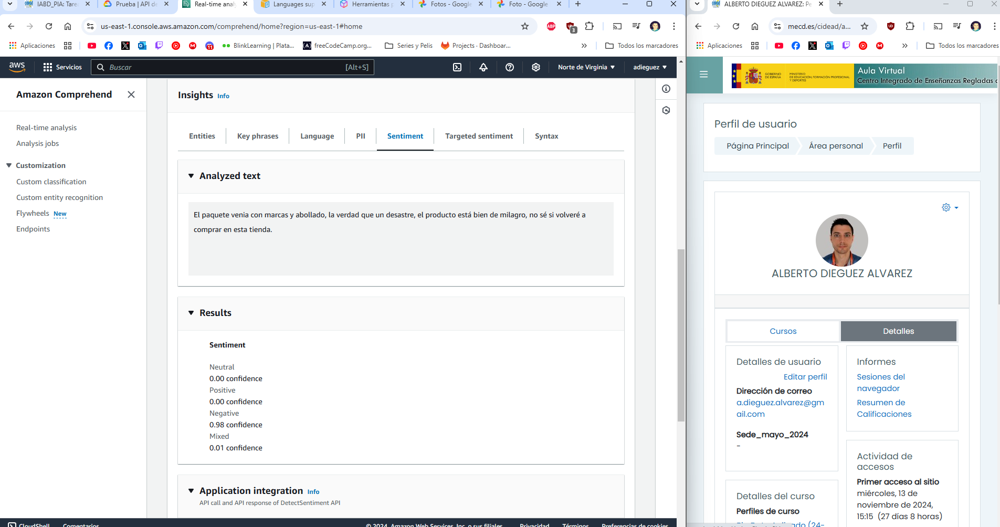 IABD_PIA: Tare
Prueba | API de
Real-time analy
Languages sup
Herramientas p
Fotos - Google
Foto - Google
us-east-1.console.aws.amazon.com/comprehend/home?region=us-east-1#home
ABP
3
Aplicaciones
11
BlinkLearning | Plata...
freeCodeCamp.org...
Series y Pelis
Projects · Dashboar...
»
Todos los marcadores
aws
Servicios
Buscar
[Alt+S]
Norte de Virginia
adieguez
Amazon Comprehend
Real-time analysis
Analysis jobs
Customization
Custom classification
Custom entity recognition
Flywheels New
Endpoints
Insights Info
Entities
Key phrases
Language
PII
Sentiment
Targeted sentiment
Syntax
Analyzed text
El paquete venia con marcas y abollado, la verdad que un desastre, el producto está bien de milagro, no sé si volveré a
comprar en esta tienda.
Results
Sentiment
Neutral
0.00 confidence
Positive
0.00 confidence
Negative
0.98 confidence
Mixed
0.01 confidence
Application integration Info
API call and API response of DetectSentiment API
CloudShell
Comentarios
© 2024, Amazon Web Services, Inc. o sus filiales.
Privacidad
Términos
Preferencias de cookies
ALBERTO DIEGUEZ ALVAREZ: Pe
mecd.es/cidead/a...
Aplicaciones
»
Todos los marcadores
GOBIERNO
DE ESPAÑA
MINISTERIO
DE EDUCACIÓN, FORMACIÓN PROFESIONAL
Y DEPORTES
Aula Virtual
Centro Integrado de Enseñanzas Regladas
Perfil de usuario
Página Principal
Área personal
Perfil
ALBERTO DIEGUEZ ALVAREZ
Cursos
Detalles
Detalles de usuario
Editar perfil
Dirección de correo
a.dieguez.alvarez@gm
ail.com
Sede_mayo_2024
-
Detalles del curso
Perfiles de curso
Informes
Sesiones del
navegador
Resumen de
Calificaciones
Actividad de
accesos
Primer acceso al sitio
miércoles, 13 de
noviembre de 2024,
15:15 (27 días 8 horas)